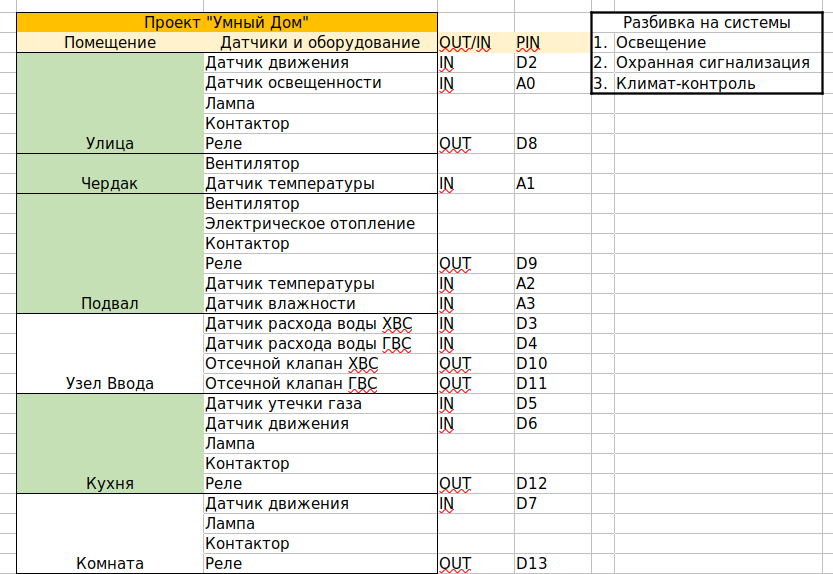 Проект "Умный Дом" Разбивка на системы
Помещение Датчики и оборудование OUT/IN PIN 1. Освещение
Датчик движения IN D2 2. Охранная сигнализация
Датчик освещенности IN A0 3. Климат-контроль
Лампа
Контактор
Улица Реле OUT D8
Вентилятор
Чердак Датчик температуры IN A1
Вентилятор
Электрическое отопление
Контактор
Реле OUT D9
Датчик температуры IN A2
Подвал Датчик влажности IN A3
Датчик расхода воды ХВС IN D3
Датчик расхода воды ГВС IN D4
Отсечной клапан ХВС OUT D10
Узел Ввода Отсечной клапан ГВС OUT D11
Датчик утечки газа IN D5
Датчик движения IN D6
Лампа
Контактор
Кухня Реле OUT D12
Датчик движения IN D7
Лампа
Контактор
Комната Реле OUT D13